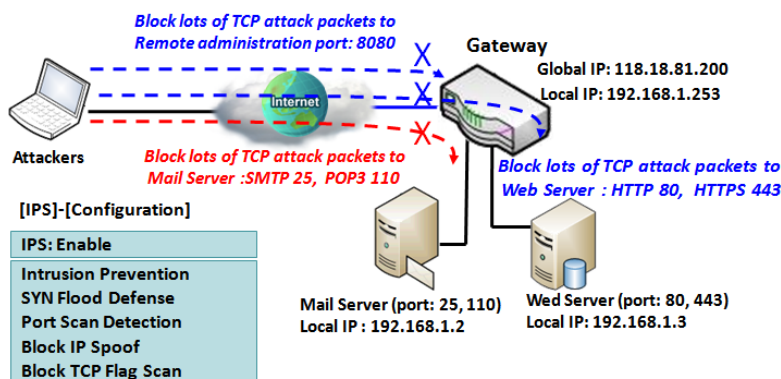 Block lots of TCP attack packets to
Remote administration port: 8080
Gateway
Global IP: 118.18.81.200
Local IP: 192.168.1.253
Internet
Attackers
Block lots of TCP attack packets to
Mail Server :SMTP 25, POP3 110
Block lots of TCP attack packets to
Web Server : HTTP 80, HTTPS 443
[IPS]-[Configuration]
IPS: Enable
Intrusion Prevention
SYN Flood Defense
Port Scan Detection
Block IP Spoof
Block TCP Flag Scan
Mail Server (port: 25, 110)
Local IP : 192.168.1.2
Wed Server (port: 80, 443)
Local IP: 192.168.1.3